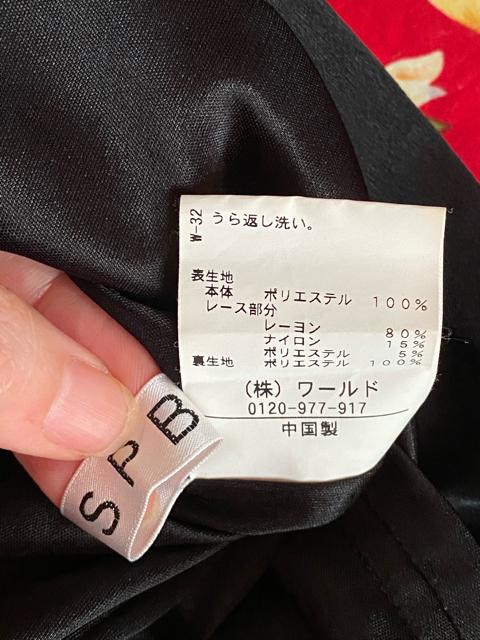 W-32 うら返し洗い。
表生地
本体 ポリエステル 100%
レース部分
レーヨン 80%
ナイロン 15%
ポリエステル 5%
裏生地 ポリエステル 100%
(株) ワールド
0120-977-917
中国製
SPB